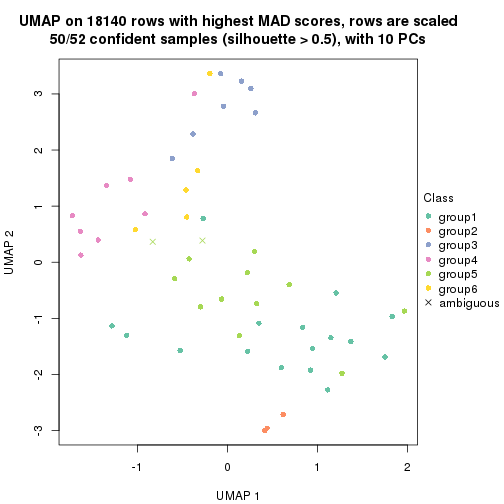 UMAP on 18140 rows with highest MAD scores, rows are scaled
50/52 confident samples (silhouette > 0.5), with 10 PCs
3
2
1
0
-1
-2
-3
UMAP 2
-1
0
1
2
UMAP 1
Class
group1
group2
group3
group4
group5
group6
ambiguous